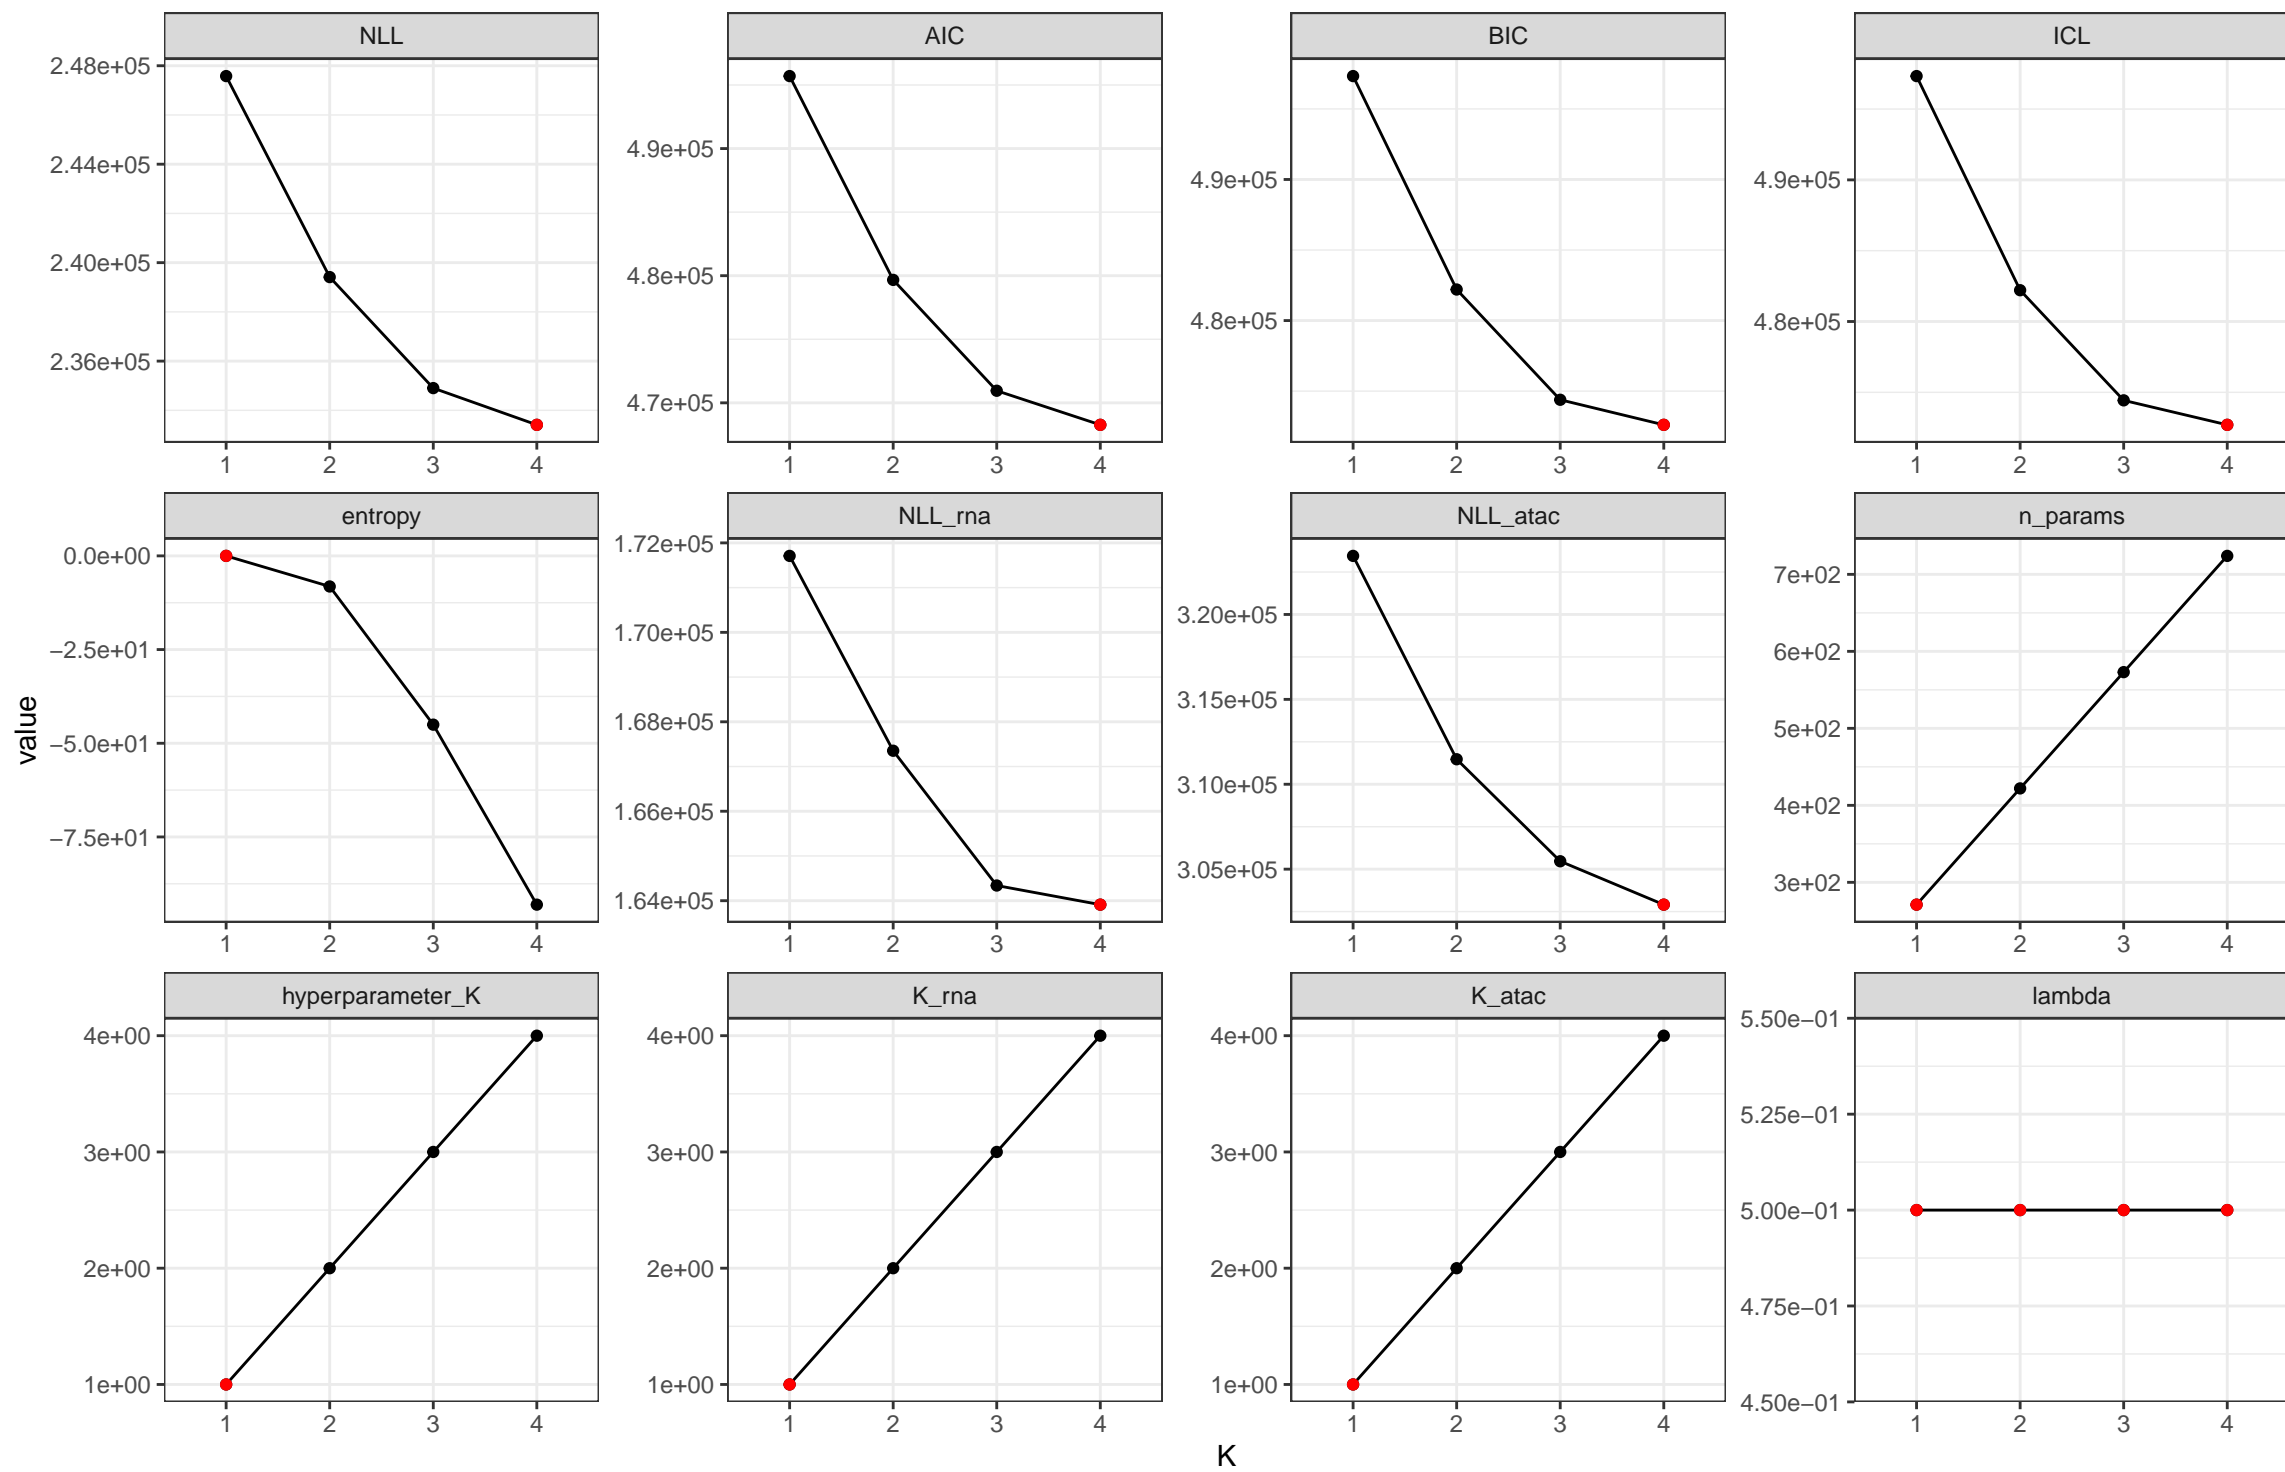 NLL
AIC
BIC
ICL
2.48e+05
2.44e+05
2.40e+05
2.36e+05
4.9e+05
4.8e+05
4.7e+05
4.9e+05
4.8e+05
4.9e+05
4.8e+05
1 2 3 4
1 2 3 4
1 2 3 4
1 2 3 4
entropy
NLL_rna
NLL_atac
n_params
0.0e+00
−2.5e+01
−5.0e+01
−7.5e+01
1.72e+05
1.70e+05
1.68e+05
1.66e+05
1.64e+05
3.20e+05
3.15e+05
3.10e+05
3.05e+05
7e+02
6e+02
5e+02
4e+02
3e+02
1 2 3 4
1 2 3 4
1 2 3 4
1 2 3 4
hyperparameter_K
K_rna
K_atac
lambda
4e+00
3e+00
2e+00
1e+00
4e+00
3e+00
2e+00
1e+00
4e+00
3e+00
2e+00
1e+00
5.50e−01
5.25e−01
5.00e−01
4.75e−01
4.50e−01
1 2 3 4
1 2 3 4
1 2 3 4
1 2 3 4
value
K